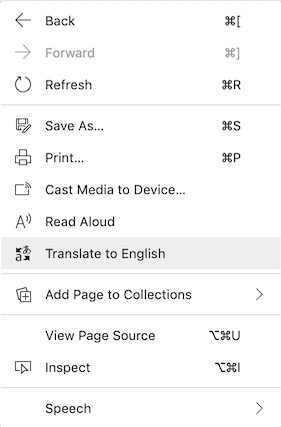 Back ⌘[
Forward ⌘]
Refresh ⌘R
Save As... ⌘S
Print... ⌘P
Cast Media to Device...
Read Aloud
Translate to English
Add Page to Collections
View Page Source ⌥⌘U
Inspect ⌥⌘I
Speech